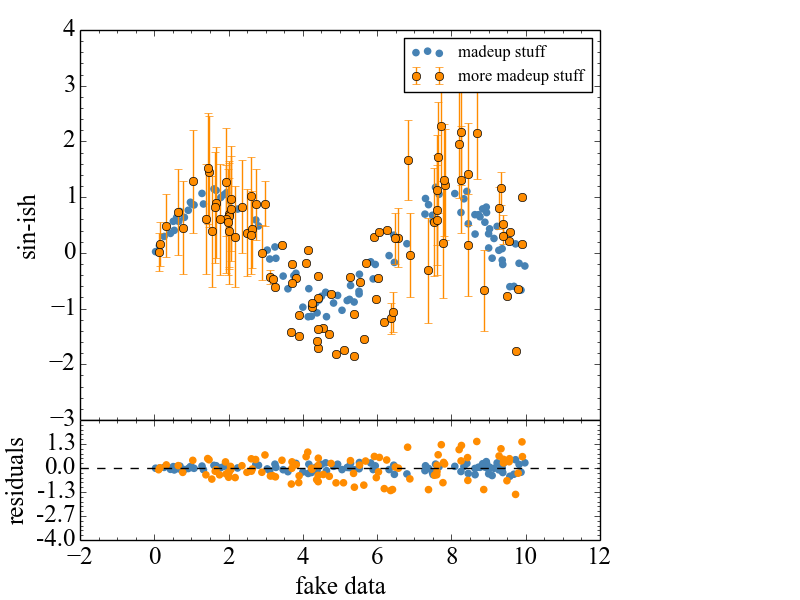 4
3
2
1
0
−1
−2
−3
sin-ish
madeup stuff
more madeup stuff
1.3
0.0
-1.3
-2.7
-4.0
residuals
−2 0 2 4 6 8 10 12
fake data